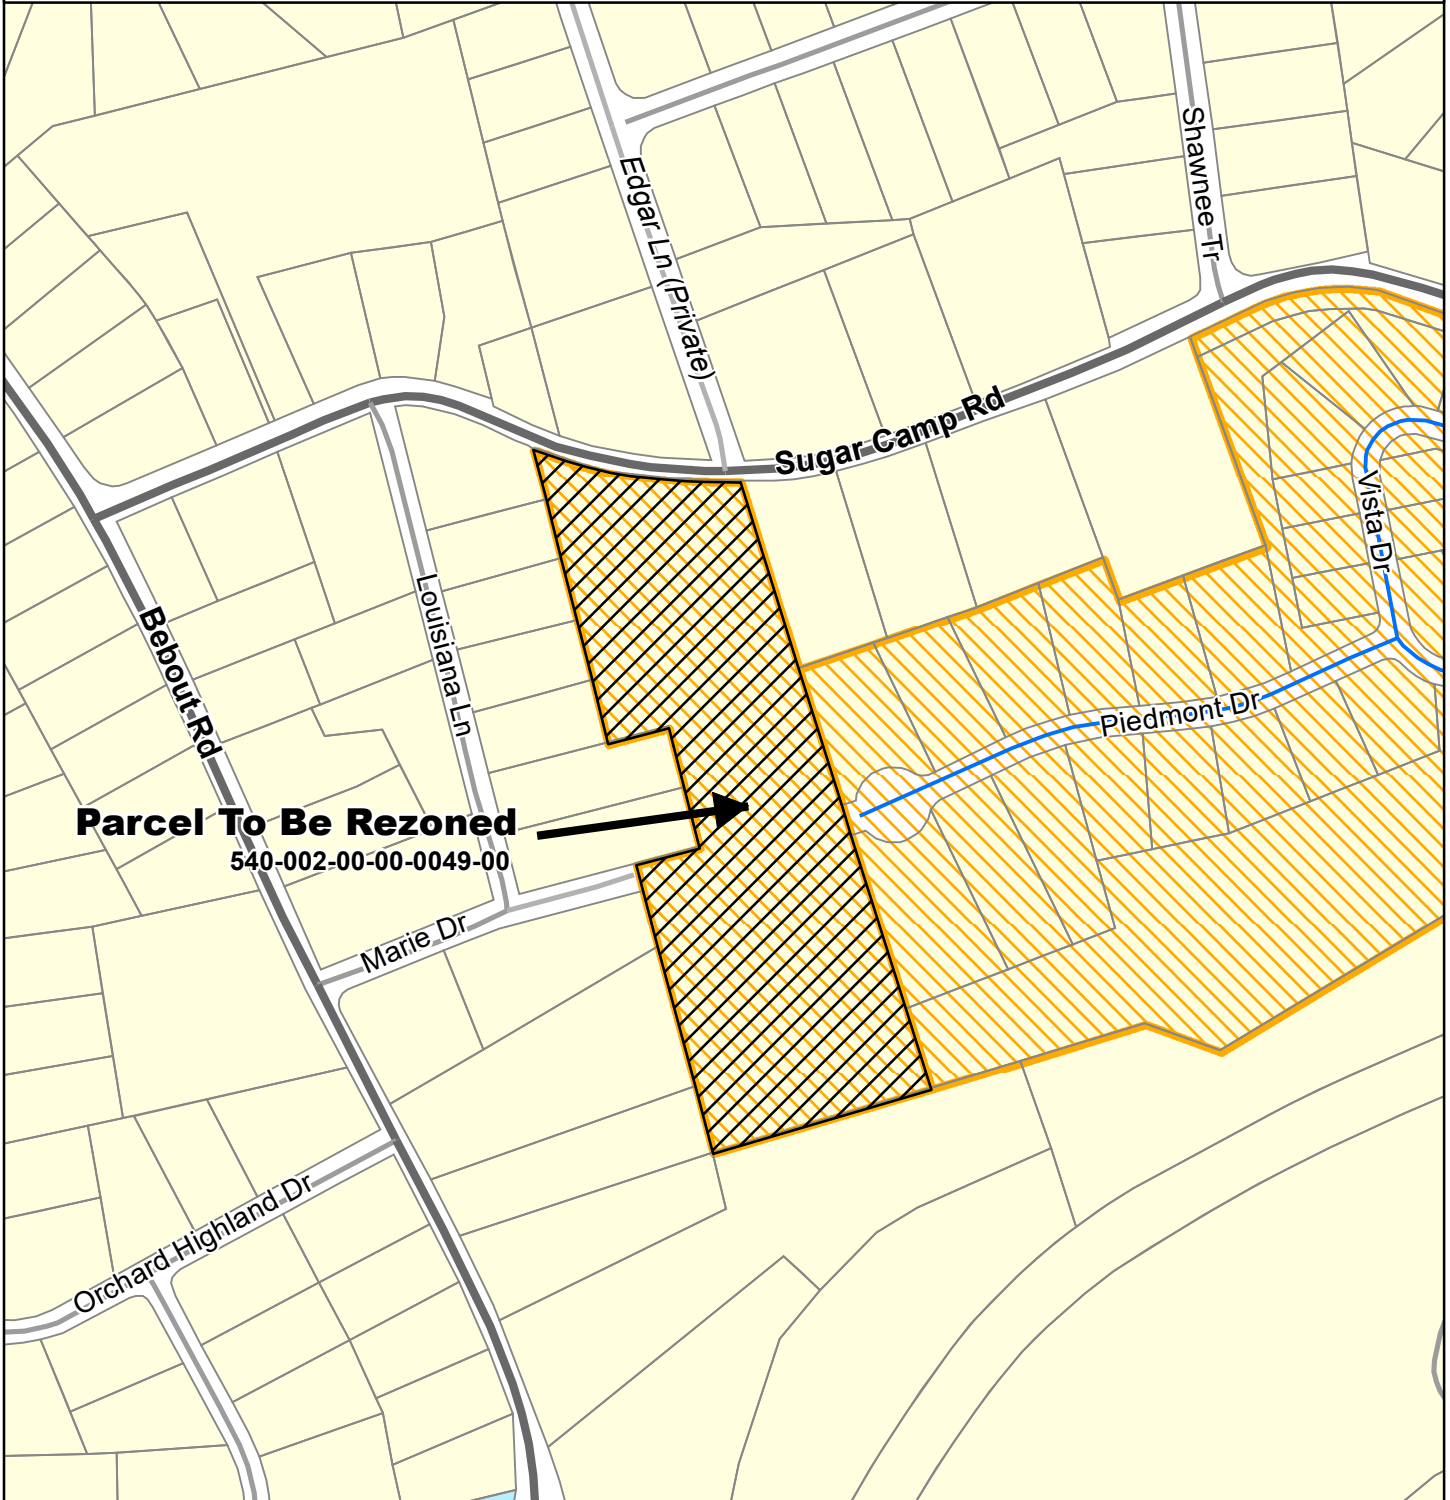 Shawnee Tr
Edgar Ln (Private)
Sugar Camp Rd
Vista Dr
Louisiana Ln
Bebout Rd
Piedmont Dr
Parcel To Be Rezoned
540-002-00-00-0049-00
Marie Dr
Orchard Highland Dr